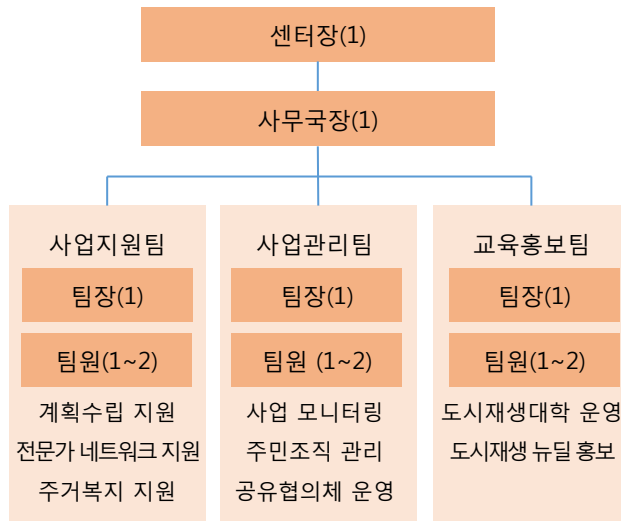 센터장(1)
사무국장(1)
사업지원팀
팀장(1)
팀원(1~2)
계획수립 지원
전문가 네트워크 지원
주거복지 지원
사업관리팀
팀장(1)
팀원 (1~2)
사업 모니터링
주민조직 관리
공유협의체 운영
교육홍보팀
팀장(1)
팀원(1~2)
도시재생대학 운영
도시재생 뉴딜 홍보